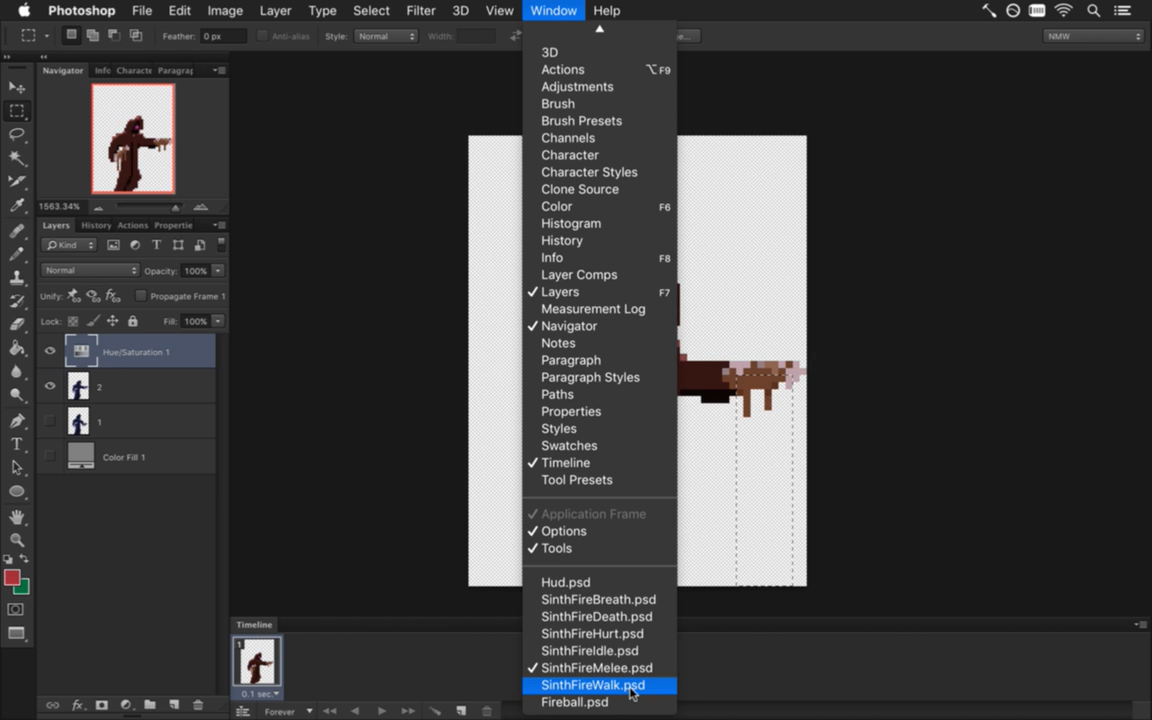 Photoshop File Edit Image Layer Type Select Filter 3D View Window Help
Feather: 0 px Anti-alias Style: Normal Width: e... NMW
Navigator Info Characte Paragrap
1563.34%
Layers History Actions Propertie
Kind
Normal Opacity: 100%
Unify: Propagate Frame 1
Lock: Fill: 100%
Hue/Saturation 1
2
1
Color Fill 1
3D
Actions ⌥F9
Adjustments
Brush
Brush Presets
Channels
Character
Character Styles
Clone Source
Color F6
Histogram
History
Info F8
Layer Comps
✓ Layers F7
Measurement Log
✓ Navigator
Notes
Paragraph
Paragraph Styles
Paths
Properties
Styles
Swatches
✓ Timeline
Tool Presets
✓ Application Frame
✓ Options
✓ Tools
Hud.psd
SinthFireBreath.psd
SinthFireDeath.psd
SinthFireHurt.psd
SinthFireIdle.psd
✓ SinthFireMelee.psd
SinthFireWalk.psd
Fireball.psd
Timeline
1
0.1 sec.
Forever